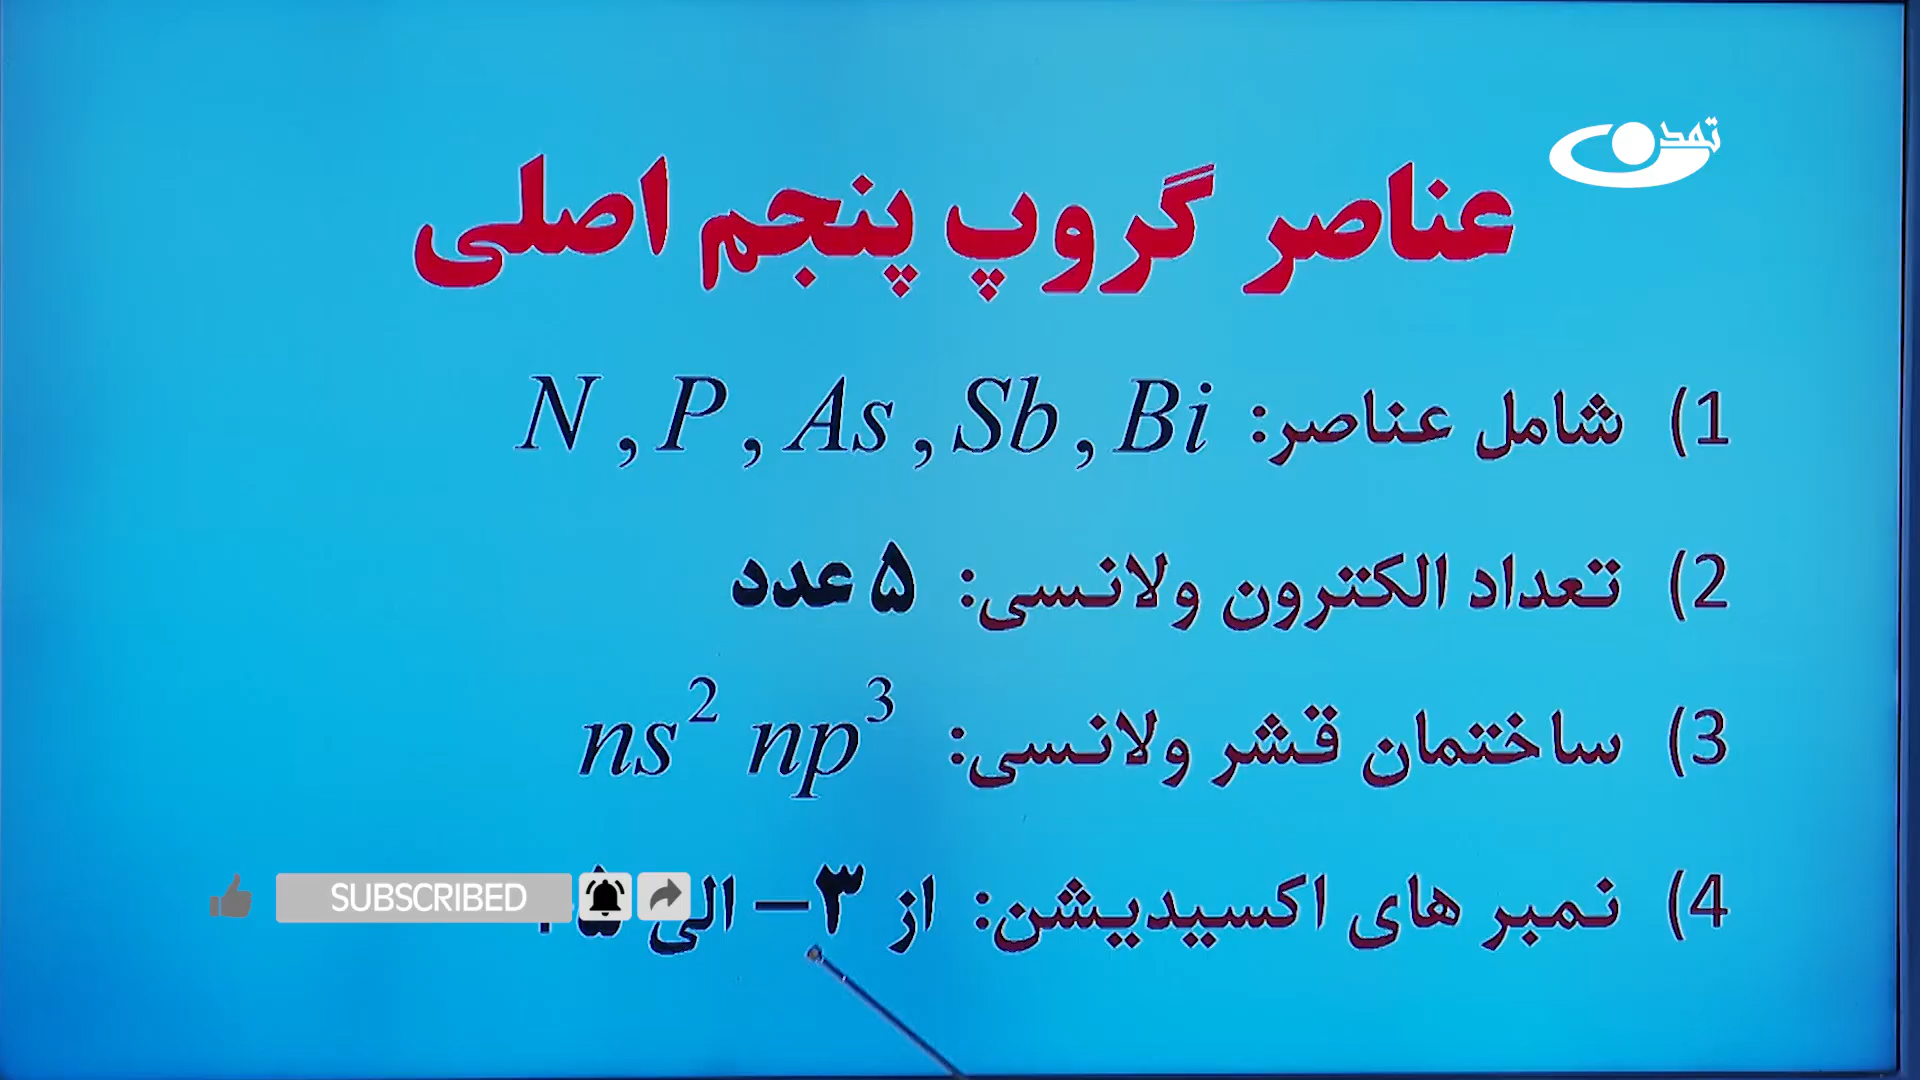 تمدن
عناصر گروپ پنجم اصلی
1) شامل عناصر: N , P , As , Sb , Bi
2) تعداد الکترون ولانسی: ۵ عدد
3) ساختمان قشر ولانسی: ns² np³
4) نمبر های اکسیدیشن: از ۳– الی ۵
SUBSCRIBED